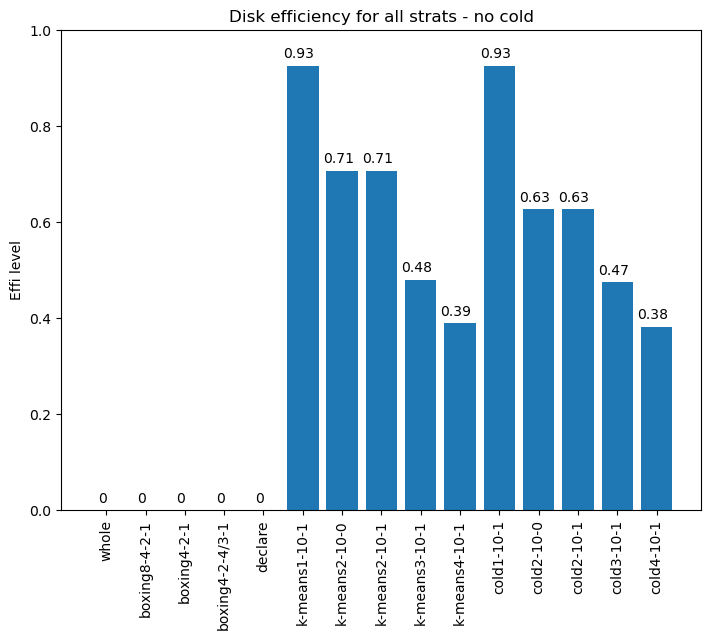 Disk efficiency for all strats - no cold
Effi level
1.0
0.8
0.6
0.4
0.2
0.0
0
0
0
0
0
0.93
0.71
0.71
0.48
0.39
0.93
0.63
0.63
0.47
0.38
whole
boxing8-4-2-1
boxing4-2-1
boxing4-2-4/3-1
declare
k-means1-10-1
k-means2-10-0
k-means2-10-1
k-means3-10-1
k-means4-10-1
cold1-10-1
cold2-10-0
cold2-10-1
cold3-10-1
cold4-10-1